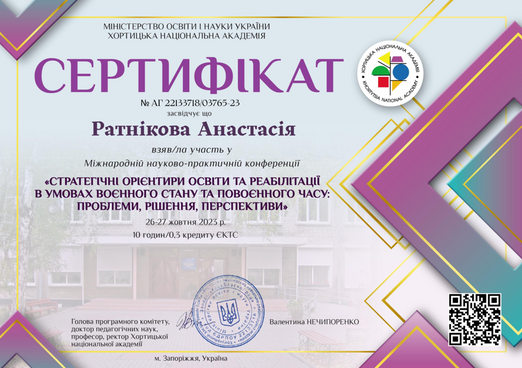 МІНІСТЕРСТВО ОСВІТИ І НАУКИ УКРАЇНИ
ХОРТИЦЬКА НАЦІОНАЛЬНА АКАДЕМІЯ
СЕРТИФІКАТ
ХОРТИЦЬКА НАЦІОНАЛЬНА АКАДЕМІЯ
KHORTYTSIA NATIONAL ACADEMY
№ АГ 22133718/03765-23
засвідчує що
Ратнікова Анастасія
взяв/ла участь у
Міжнародній науково-практичній конференції
«СТРАТЕГІЧНІ ОРІЄНТИРИ ОСВІТИ ТА РЕАБІЛІТАЦІЇ
В УМОВАХ ВОЄННОГО СТАНУ ТА ПОВОЄННОГО ЧАСУ:
ПРОБЛЕМИ, РІШЕННЯ, ПЕРСПЕКТИВИ»
26-27 жовтня 2023 р.
10 годин/0,3 кредиту ЄКТС
Голова програмного комітету,
доктор педагогічних наук,
професор, ректор Хортицької
національної академії
Валентина НЕЧИПОРЕНКО
м. Запоріжжя, Україна